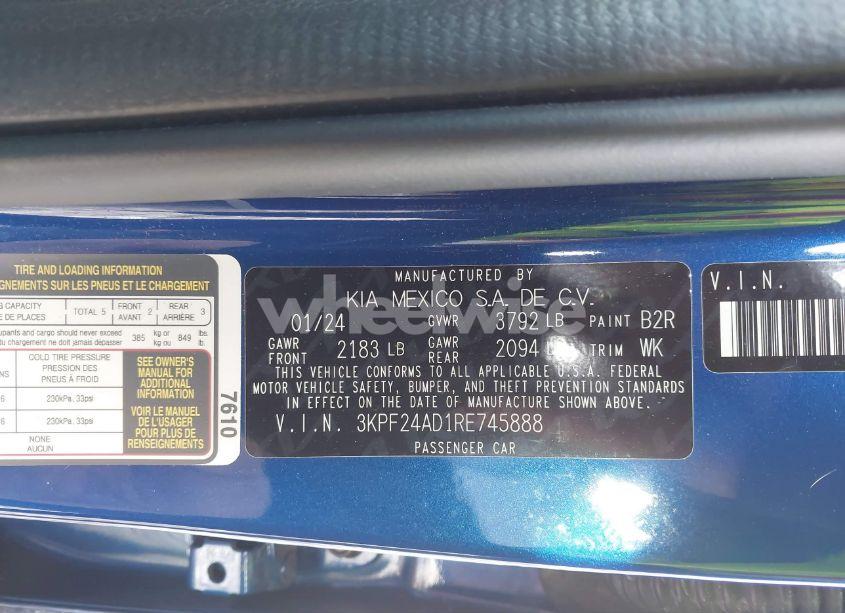 TIRE AND LOADING INFORMATION
GNEMENTS SUR LES PNEUS ET LE CHARGEMENT
G CAPACITY
DE PLACES
TOTAL 5
FRONT
AVANT 2
REAR
ARRIÈRE 3
upants and cargo should never exceed
du chargement ne doit jamais dépasser
385 kg or
kg ou
849 lbs.
lb.
COLD TIRE PRESSURE
PRESSION DES
PNEUS À FROID
230kPa, 33psi
230kPa, 33psi
NONE
AUCUN
SEE OWNER'S
MANUAL FOR
ADDITIONAL
INFORMATION
VOIR LE MANUEL
DE L'USAGER
POUR PLUS DE
RENSEIGNEMENTS
7610
MANUFACTURED BY
KIA MEXICO S.A. DE C.V.
01/24 GVWR 3792 LB PAINT B2R
GAWR
FRONT 2183 LB GAWR
REAR 2094 TRIM WK
THIS VEHICLE CONFORMS TO ALL APPLICABLE U.S.A. FEDERAL
MOTOR VEHICLE SAFETY, BUMPER, AND THEFT PREVENTION STANDARDS
IN EFFECT ON THE DATE OF MANUFACTURE SHOWN ABOVE.
V.I.N. 3KPF24AD1RE745888
PASSENGER CAR
V.I.N.
wheelwise